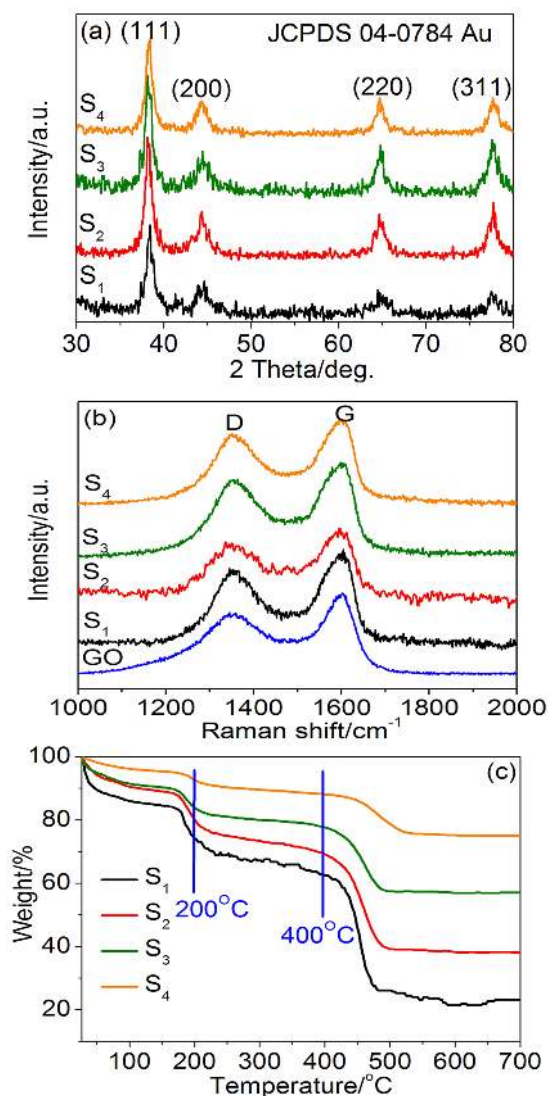 (a) (111) JCPDS 04-0784 Au
(200) (220) (311)
S4
S3
S2
S1
Intensity/a.u.
30 40 50 60 70 80
2 Theta/deg.
(b) D G
S4
S3
S2
S1
GO
Intensity/a.u.
1000 1200 1400 1600 1800 2000
Raman shift/cm-1
(c)
100
80
60
40
20
Weight/%
S1
S2
S3
S4
200°C
400°C
100 200 300 400 500 600 700
Temperature/°C